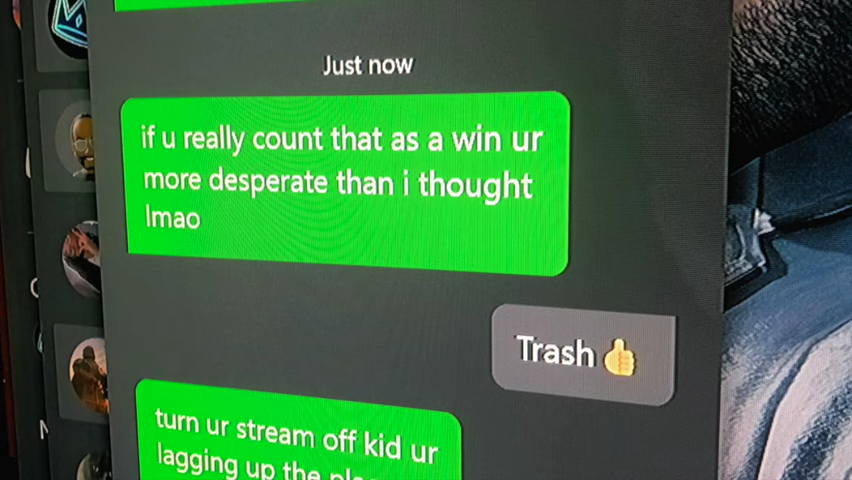 Just now
if u really count that as a win ur
more desperate than i thought
lmao
Trash 👍
turn ur stream off kid ur
lagging up the